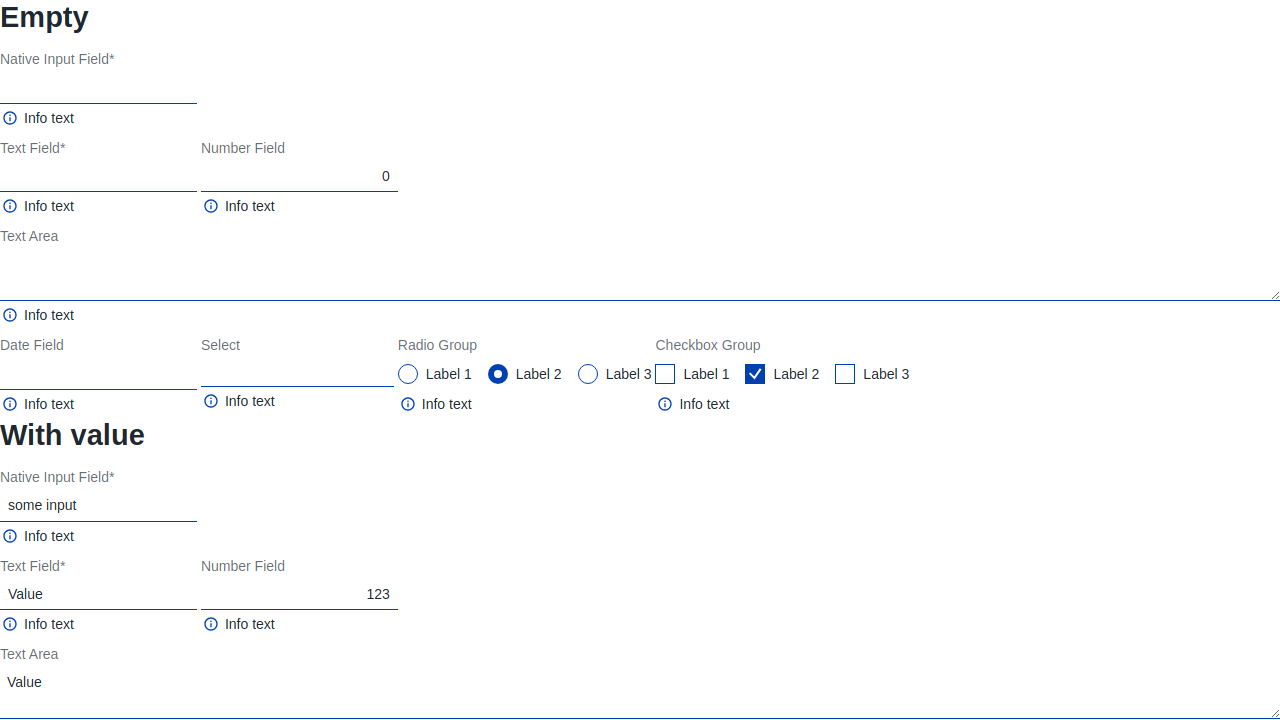 Empty
Native Input Field*
Info text
Text Field* Number Field
0
Info text Info text
Text Area
Info text
Date Field Select Radio Group Checkbox Group
Label 1 Label 2 Label 3 Label 1 Label 2 Label 3
Info text Info text Info text Info text
With value
Native Input Field*
some input
Info text
Text Field* Number Field
Value 123
Info text Info text
Text Area
Value